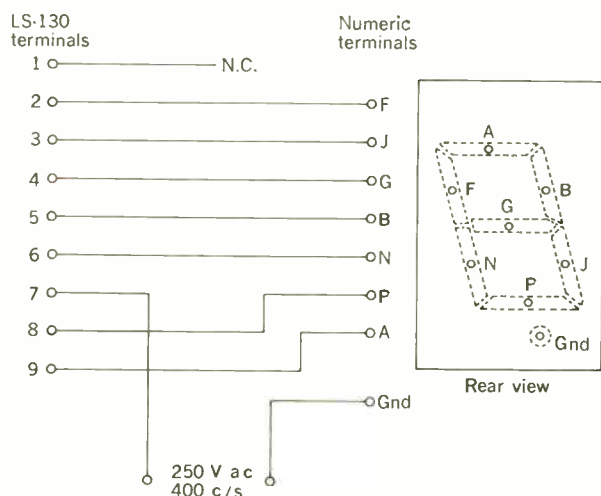 LS-130
terminals
Numeric
terminals
1 N.C.
2 F
3 J
4 G
5 B
6 N
7 P
8 A
9
Gnd
250 V ac
400 c/s
A
F B
G
N J
P
Gnd
Rear view